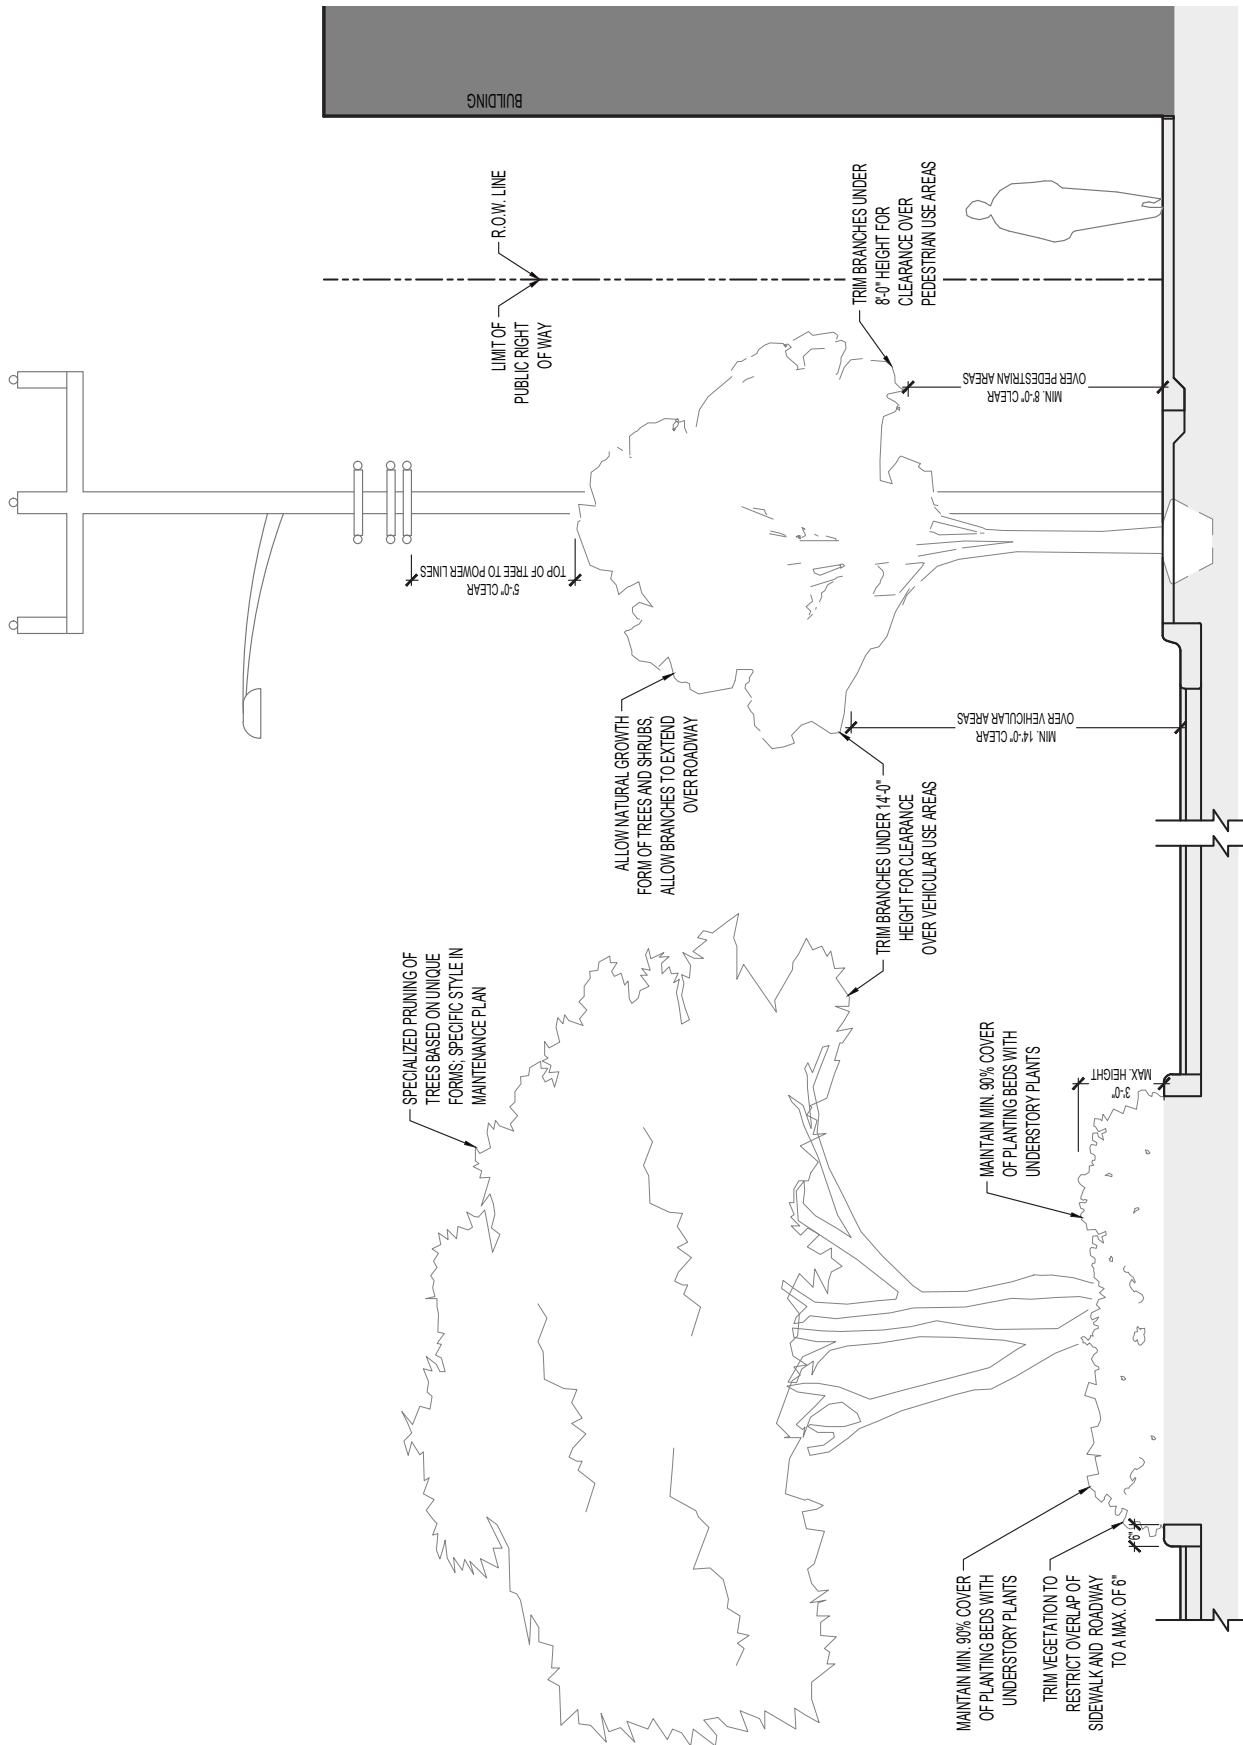 SPECIALIZED PRUNING OF
TREES BASED ON UNIQUE
FORMS; SPECIFIC STYLE IN
MAINTENANCE PLAN
ALLOW NATURAL GROWTH
FORM OF TREES AND SHRUBS,
ALLOW BRANCHES TO EXTEND
OVER ROADWAY
5'-0" CLEAR
TOP OF TREE TO POWER LINES
LIMIT OF
PUBLIC RIGHT
OF WAY
R.O.W. LINE
BUILDING
TRIM BRANCHES UNDER 14'-0"
HEIGHT FOR CLEARANCE
OVER VEHICULAR USE AREAS
TRIM BRANCHES UNDER
8'-0" HEIGHT FOR
CLEARANCE OVER
PEDESTRIAN USE AREAS
MIN. 14'-0" CLEAR
OVER VEHICULAR AREAS
MIN. 8'-0" CLEAR
OVER PEDESTRIAN AREAS
MAINTAIN MIN. 90% COVER
OF PLANTING BEDS WITH
UNDERSTORY PLANTS
TRIM VEGETATION TO
RESTRICT OVERLAP OF
SIDEWALK AND ROADWAY
TO A MAX. OF 6"
6"
MAINTAIN MIN. 90% COVER
OF PLANTING BEDS WITH
UNDERSTORY PLANTS
3'-0"
MAX. HEIGHT